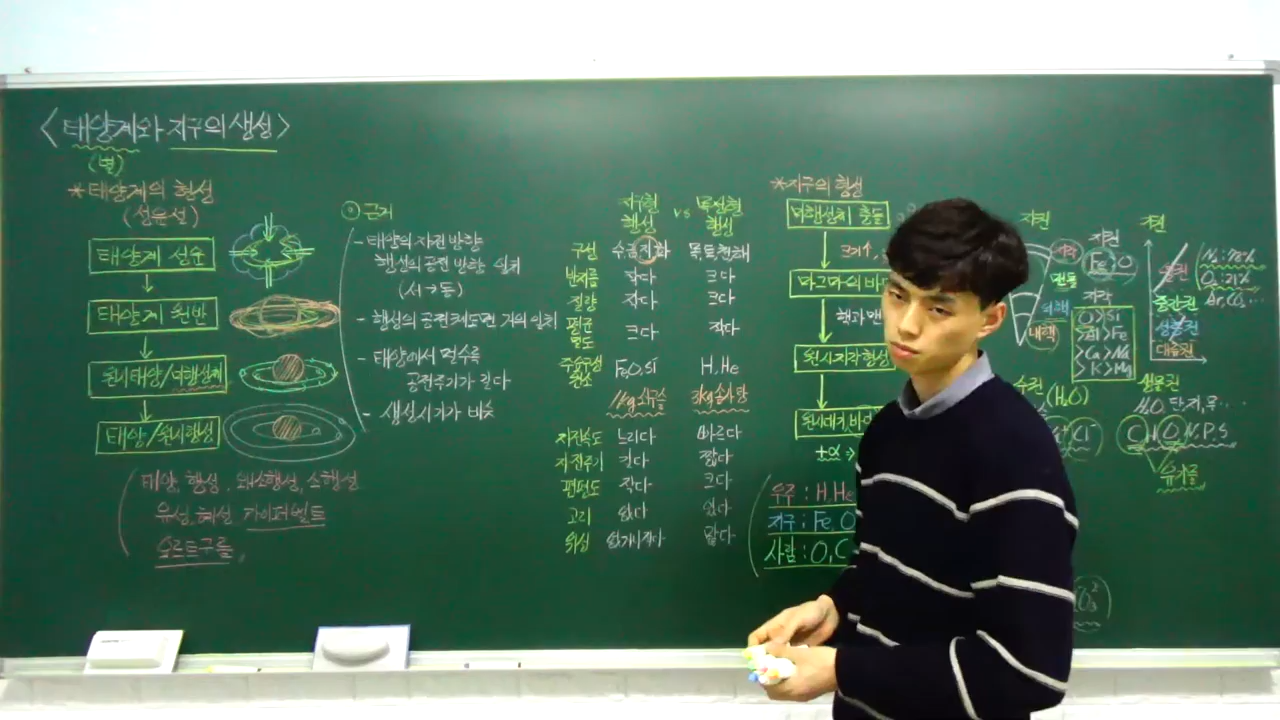 <태양계와 지구의 생성>
(별)
*태양계의 형성
(성운설)
태양계 성운
태양계 원반
원시태양/미행성체
태양/원시행성
태양, 행성, 왜소행성, 소행성
유성, 혜성, 카이퍼벨트
오르트구름,
근거
- 태양의 자전 방향
행성의 공전 방향 일치
(서→동)
- 행성의 공전궤도면 거의 일치
- 태양에서 멀수록
공전주기가 길다
- 생성시기가 비슷
지구형 행성 vs 목성형 행성
구성 수금지화 목토천해
반지름 작다 크다
질량 작다 크다
평균 밀도 크다 작다
주요구성 원소 Fe,O,Si H,He
자전속도 느리다 빠르다
자전주기 길다 짧다
편평도 작다 크다
고리 없다 있다
위성 없거나 적다 많다
*지구의 형성
미행성체 충돌
크기↑,
마그마의 바다
핵과 맨
원시지각 형성
원시대기, 바다
±α
우주 : H, He
지구 : Fe, O
사람 : O, C
지권
지각
맨틀
외핵
내핵
지권
Fe>O
지각
O>Si
>Al>Fe
>Ca>Na
>K>Mg
수권 (H₂O)
Cl⁻
기권
열권
중간권
성층권
대류권
N₂:78%
O₂:21%
Ar, CO₂...
생물권
C H O N.P.S
유기물